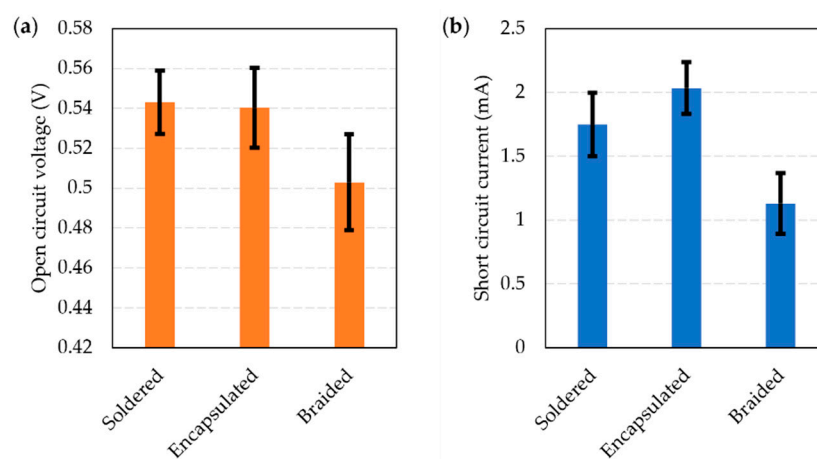 (a)
Open circuit voltage (V)
0.58
0.56
0.54
0.52
0.5
0.48
0.46
0.44
0.42
Soldered
Encapsulated
Braided
(b)
Short circuit current (mA)
2.5
2
1.5
1
0.5
0
Soldered
Encapsulated
Braided